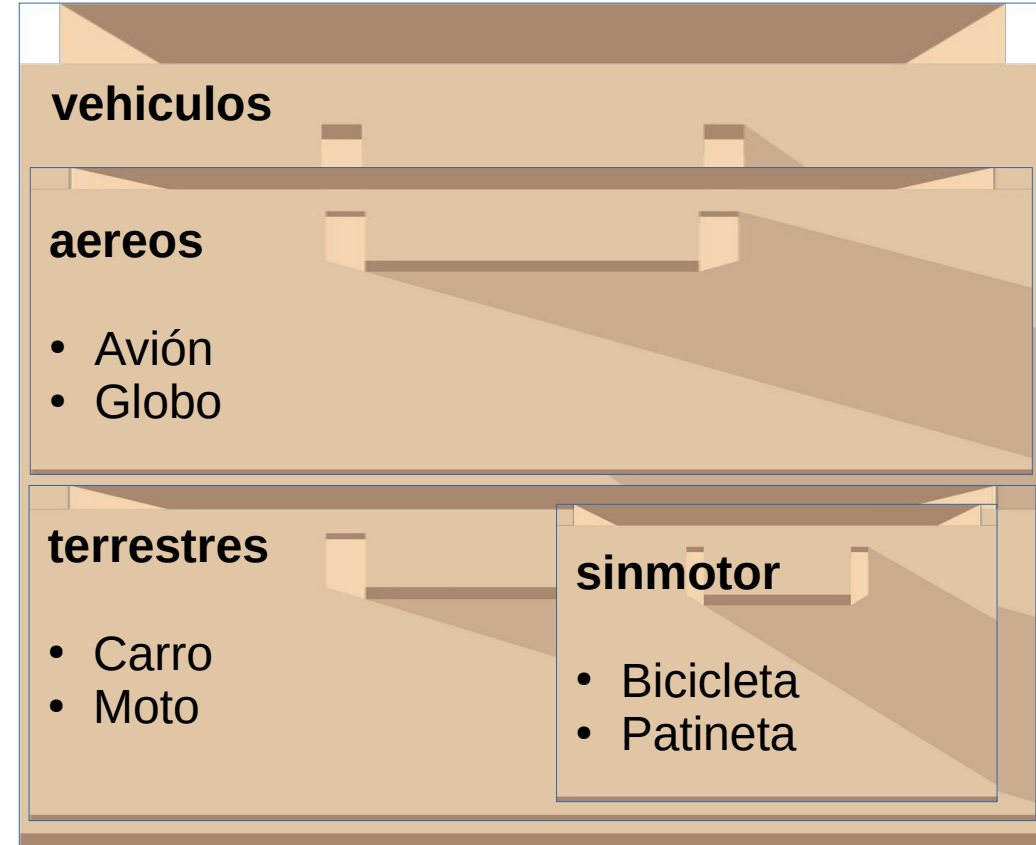 vehiculos
aereos
• Avión
• Globo
terrestres
• Carro
• Moto
sinmotor
• Bicicleta
• Patineta